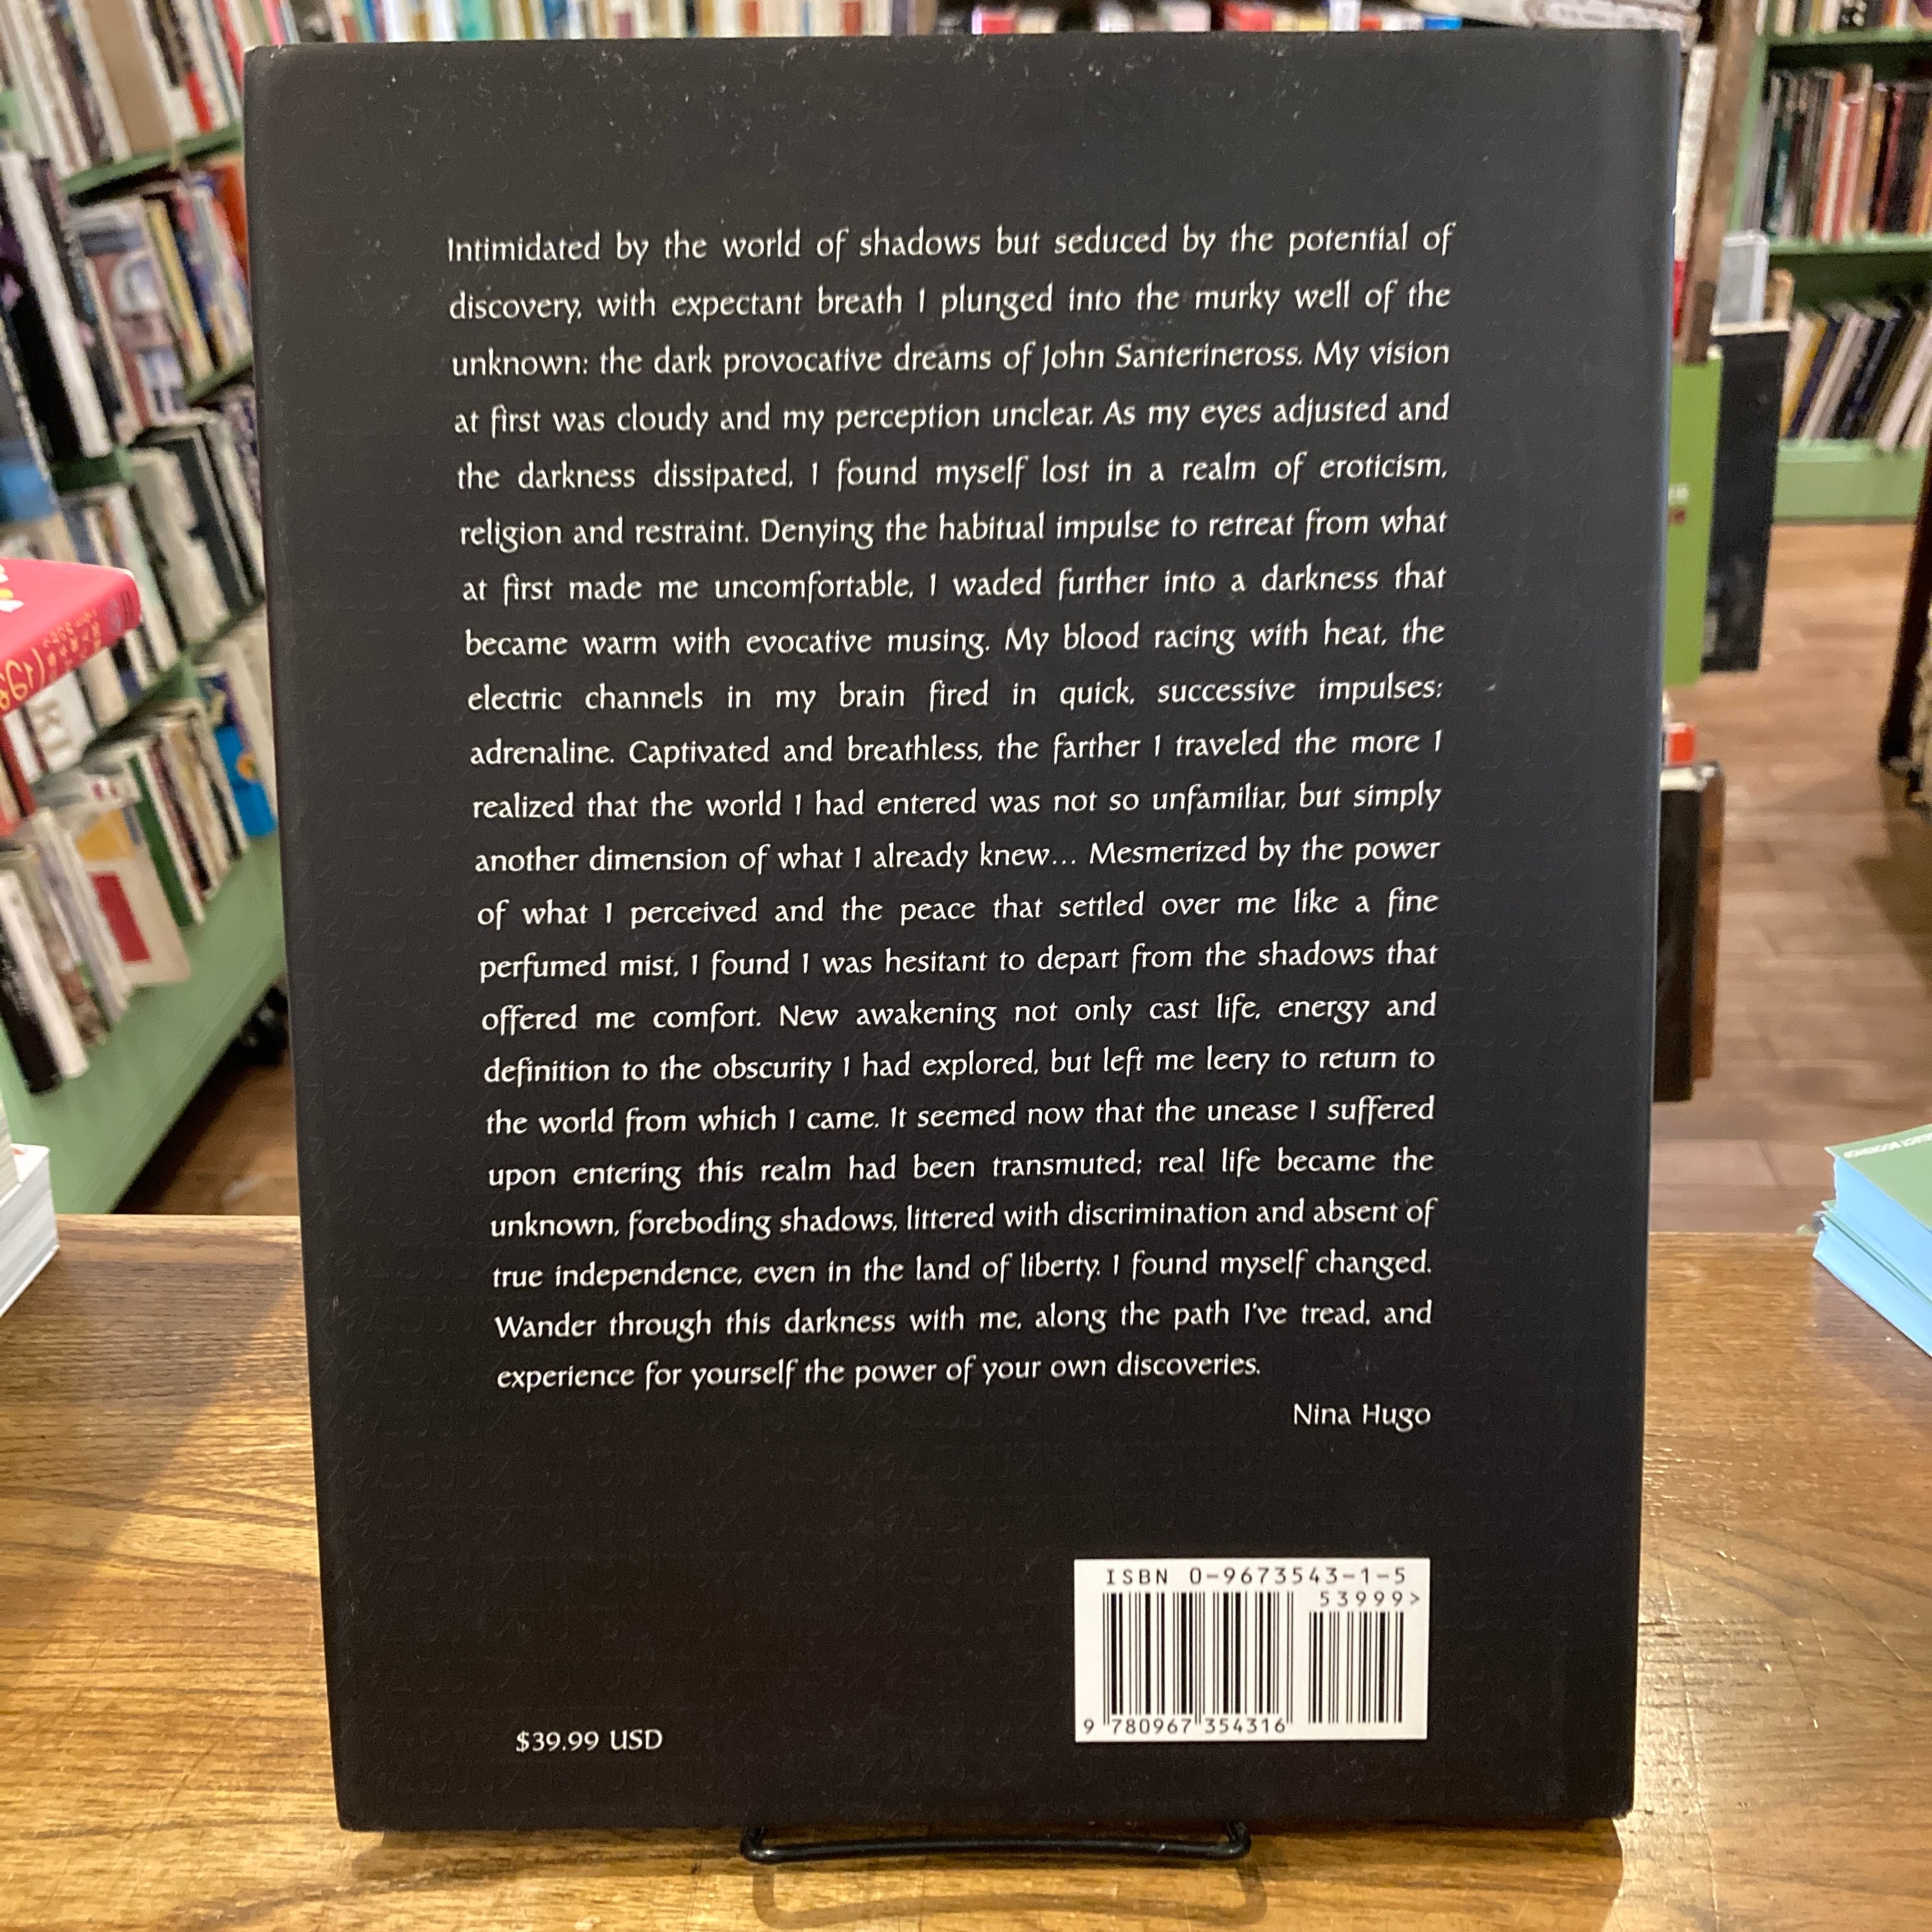 Intimidated by the world of shadows but seduced by the potential of
discovery, with expectant breath I plunged into the murky well of the
unknown: the dark provocative dreams of John Santerineross. My vision
at first was cloudy and my perception unclear. As my eyes adjusted and
the darkness dissipated, I found myself lost in a realm of eroticism,
religion and restraint. Denying the habitual impulse to retreat from what
at first made me uncomfortable, I waded further into a darkness that
became warm with evocative musing. My blood racing with heat, the
electric channels in my brain fired in quick, successive impulses:
adrenaline. Captivated and breathless, the farther I traveled the more I
realized that the world I had entered was not so unfamiliar, but simply
another dimension of what I already knew... Mesmerized by the power
of what I perceived and the peace that settled over me like a fine
perfumed mist, I found I was hesitant to depart from the shadows that
offered me comfort. New awakening not only cast life, energy and
definition to the obscurity I had explored, but left me leery to return to
the world from which I came. It seemed now that the unease I suffered
upon entering this realm had been transmuted; real life became the
unknown, foreboding shadows, littered with discrimination and absent of
true independence, even in the land of liberty. I found myself changed.
Wander through this darkness with me, along the path I've tread, and
experience for yourself the power of your own discoveries.
Nina Hugo
ISBN 0-9673543-1-5
53999>
9 780967 354316
$39.99 USD